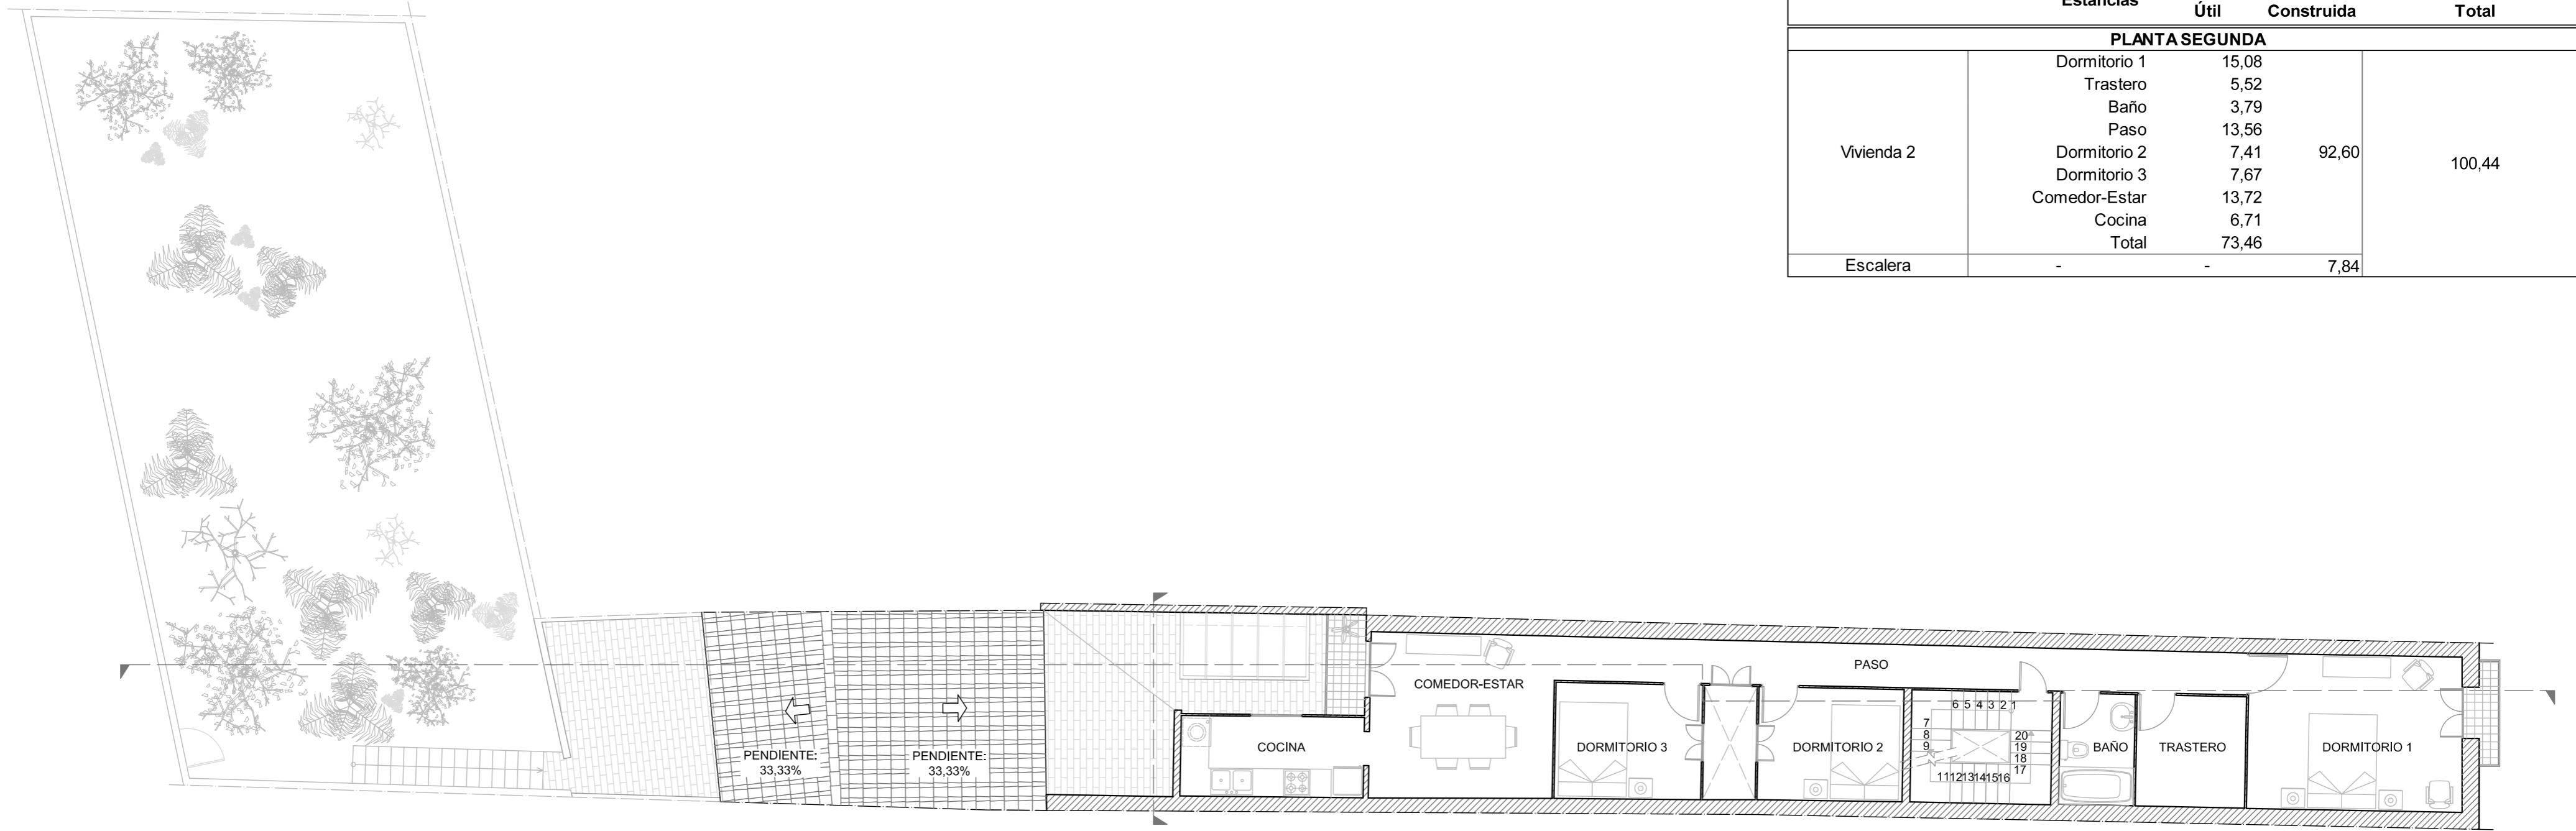 Estancias
Útil Construida Total
PLANTA SEGUNDA
Dormitorio 1 15,08
Trastero 5,52
Baño 3,79
Paso 13,56
Vivienda 2 Dormitorio 2 7,41 92,60 100,44
Dormitorio 3 7,67
Comedor-Estar 13,72
Cocina 6,71
Total 73,46
Escalera - - 7,84
PASO
COMEDOR-ESTAR
6 5 4 3 2 1
7
8
9
20
19
18
17
11 12 13 14 15 16
COCINA
DORMITORIO 3
DORMITORIO 2
BAÑO
TRASTERO
DORMITORIO 1
PENDIENTE:
33,33%
PENDIENTE:
33,33%